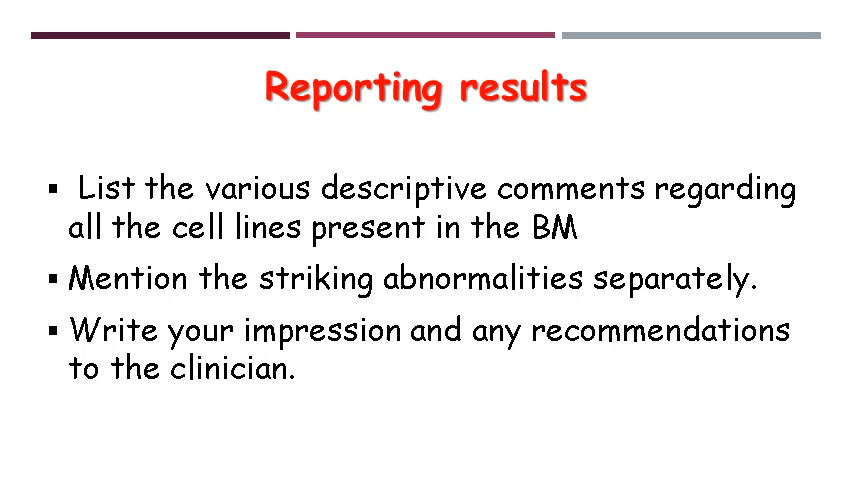 Reporting results
▪ List the various descriptive comments regarding
all the cell lines present in the BM
▪ Mention the striking abnormalities separately.
▪ Write your impression and any recommendations
to the clinician.